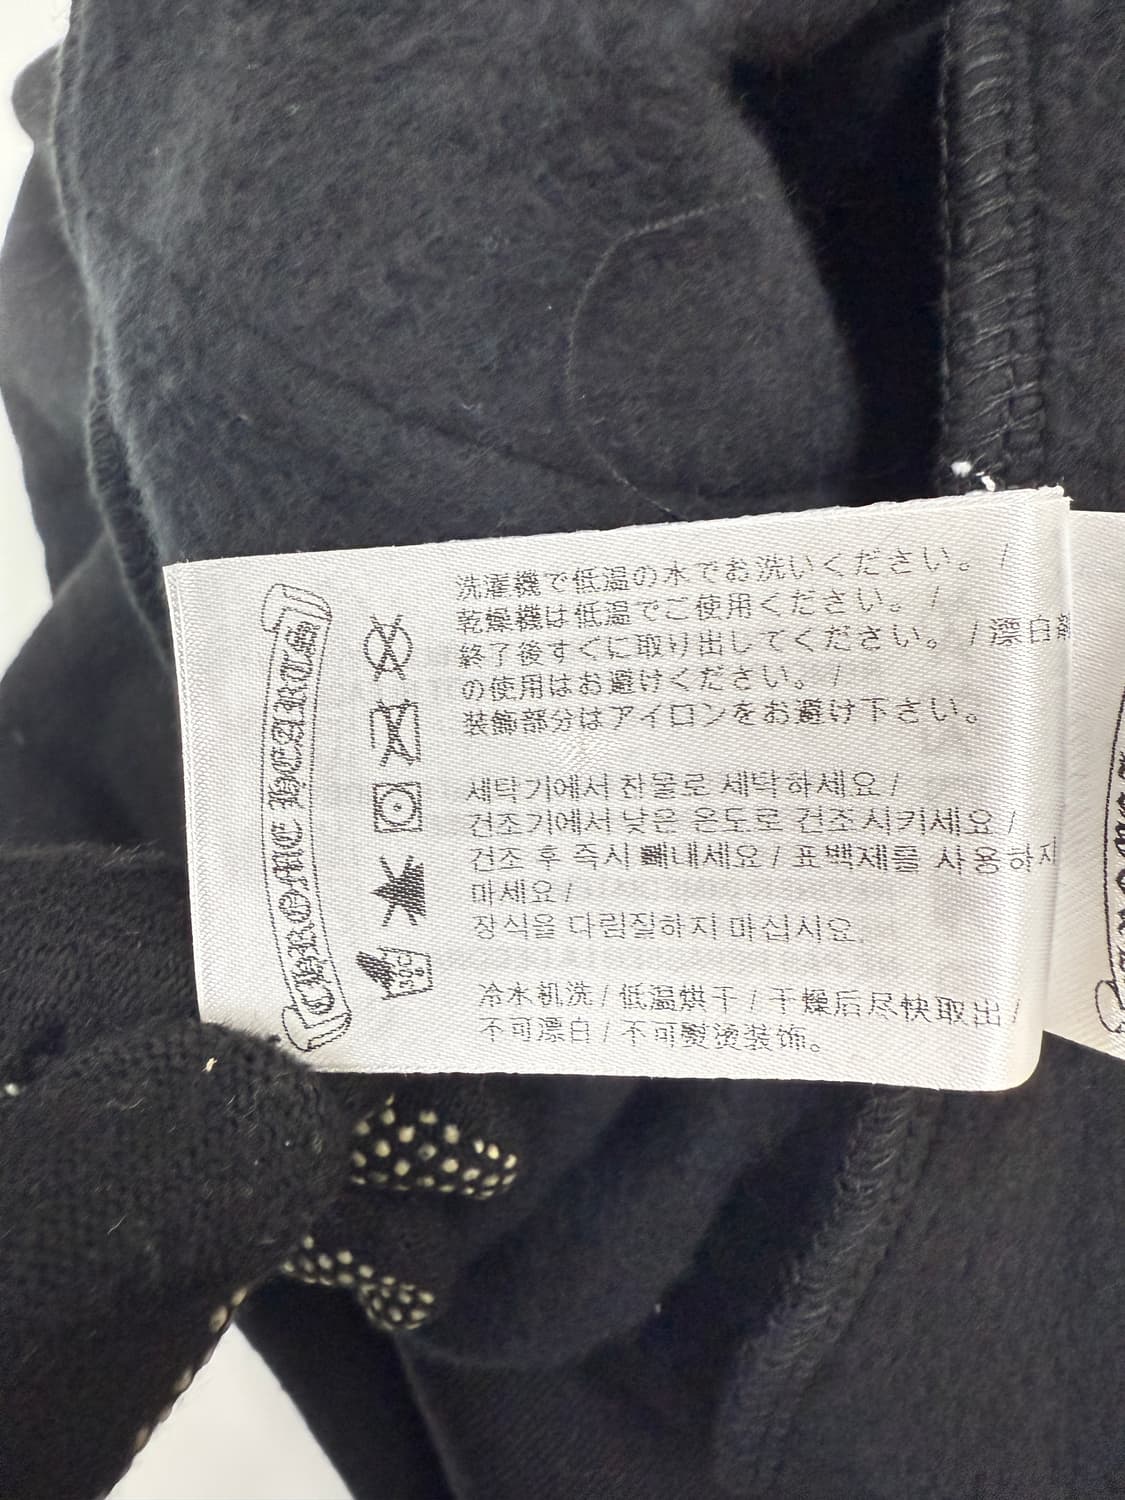 CHROME HEARTS
洗濯機で低温の水でお洗いください。 /
乾燥機は低温でご使用ください。 /
終了後すぐに取り出してください。 / 漂白剤
の使用はお避けください。 /
装飾部分はアイロンをお避け下さい。
세탁기에서 찬물로 세탁하세요 /
건조기에서 낮은 온도로 건조시키세요 /
건조 후 즉시 빼내세요 / 표백제를 사용하지
마세요 /
장식을 다림질하지 마십시오.
冷水机洗 / 低温烘干 / 干燥后尽快取出 /
不可漂白 / 不可熨烫装饰。